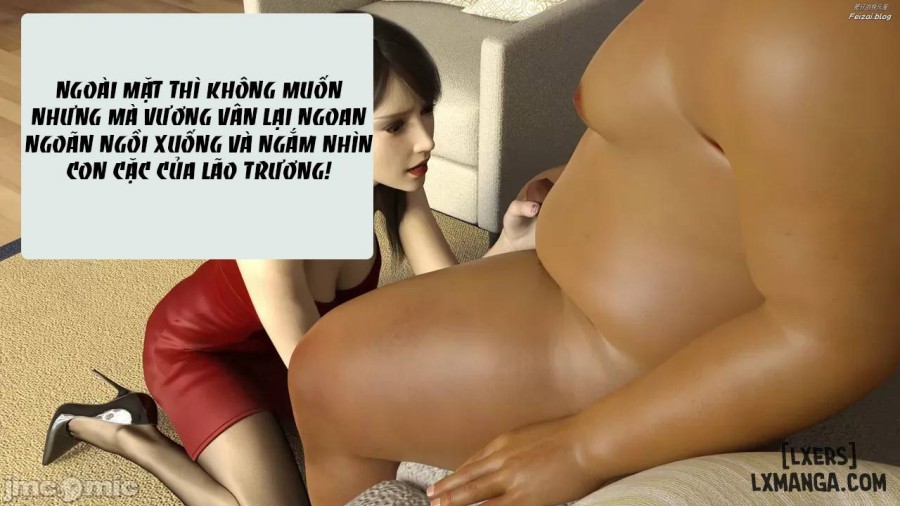 Feizai.blog
NGOÀI MẶT THÌ KHÔNG MUỐN
NHƯNG MÀ VƯƠNG VÂN LẠI NGOAN
NGOÃN NGỒI XUỐNG VÀ NGẮM NHÌN
CON CẶC CỦA LÃO TRƯƠNG!
[LXERS]
LXMANGA.COM
jmcomic